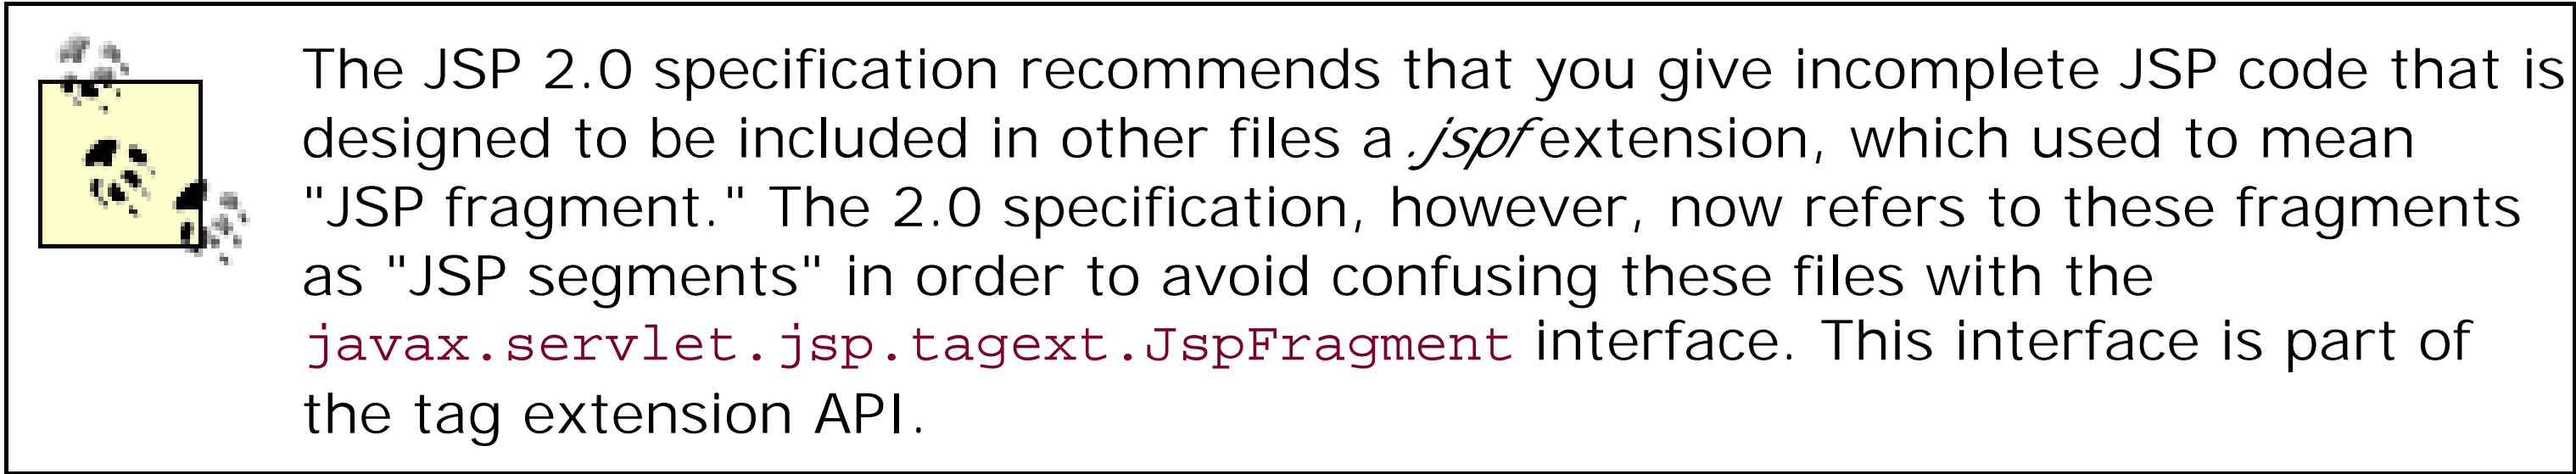 The JSP 2.0 specification recommends that you give incomplete JSP code that is
designed to be included in other files a .jspf extension, which used to mean
"JSP fragment." The 2.0 specification, however, now refers to these fragments
as "JSP segments" in order to avoid confusing these files with the
javax.servlet.jsp.tagext.JspFragment interface. This interface is part of
the tag extension API.